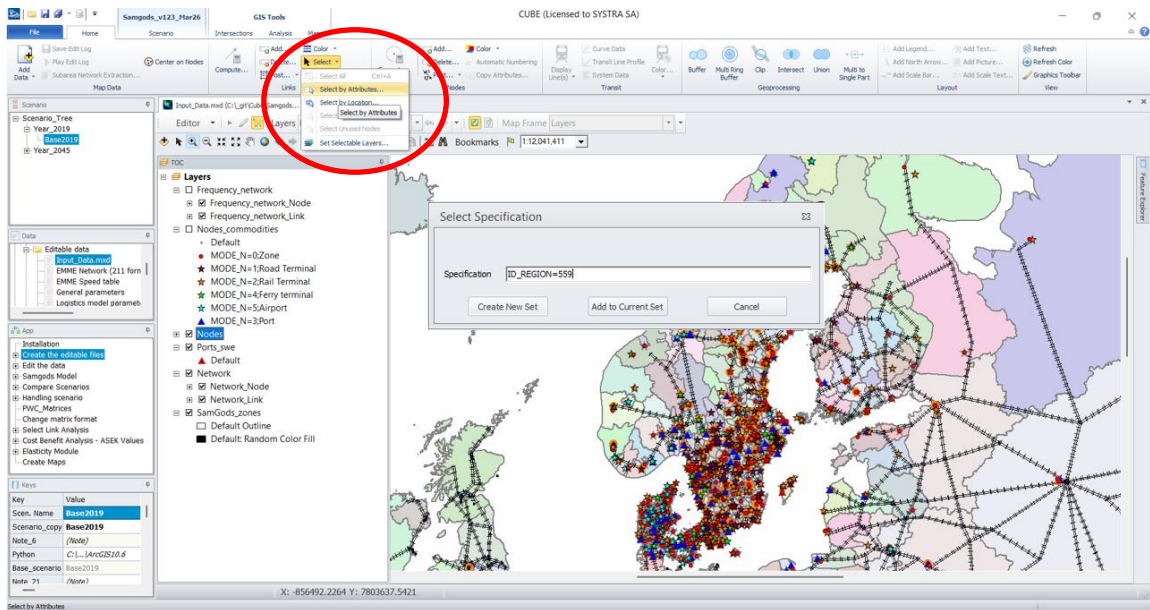 Samgods_v123_Mar26
GIS Tools
CUBE (Licensed to SYSTRA SA)
File
Home
Scenario
Intersections
Analysis
Add Data
Save Edit Log
Play Edit Log
Subarea Network Extraction...
Center on Nodes
Map Data
Compute...
Add...
Delete...
Post...
Color
Select
Links
Select All Ctrl+A
Select by Attributes...
Select by Location...
Select by Attributes
Select Unused Nodes
Set Selectable Layers...
Add...
Delete...
Post...
Color
Automatic Numbering
Copy Attributes...
Nodes
Display Line(s)
Curve Data
Transit Line Profile
System Data
Color...
Transit
Buffer
Multi Ring Buffer
Clip
Intersect
Union
Multi to Single Part
Geoprocessing
Add Legend...
Add North Arrow...
Add Scale Bar...
Add Text...
Add Picture...
Add Scale Text...
Layout
Refresh
Refresh Color
Graphics Toolbar
View
Scenario
Scenario_Tree
Year_2019
Base2019
Year_2045
Input_Data.mxd
Editor
Layers
Map Frame
Layers
Bookmarks
1:12,041,411
TOC
Layers
Frequency_network
Frequency_network_Node
Frequency_network_Link
Nodes_commodities
Default
MODE_N=0;Zone
MODE_N=1;Road Terminal
MODE_N=2;Rail Terminal
MODE_N=4;Ferry terminal
MODE_N=5;Airport
MODE_N=3;Port
Nodes
Ports_swe
Default
Network
Network_Node
Network_Link
SamGods_zones
Default Outline
Default: Random Color Fill
Data
Editable data
Input_Data.mxd
EMME Network (211 form
EMME Speed table
General parameters
Logistics model paramet
App
Installation
Create the editable files
Edit the data
Samgods Model
Compare Scenarios
Handling scenario
PWC_Matrices
Change matrix format
Select Link Analysis
Cost Benefit Analysis - ASEK Values
Elasticity Module
Create Maps
Keys
Key Value
Scen. Name Base2019
Scenario_copy Base2019
Note_6 (Note)
Python C:\...\ArcGIS10.6
Base_scenario Base2019
Note_21 (Note)
Select Specification
Specification
ID_REGION=559
Create New Set
Add to Current Set
Cancel
Feature Explorer
X: -856492.2264 Y: 7803637.5421
Select by Attributes